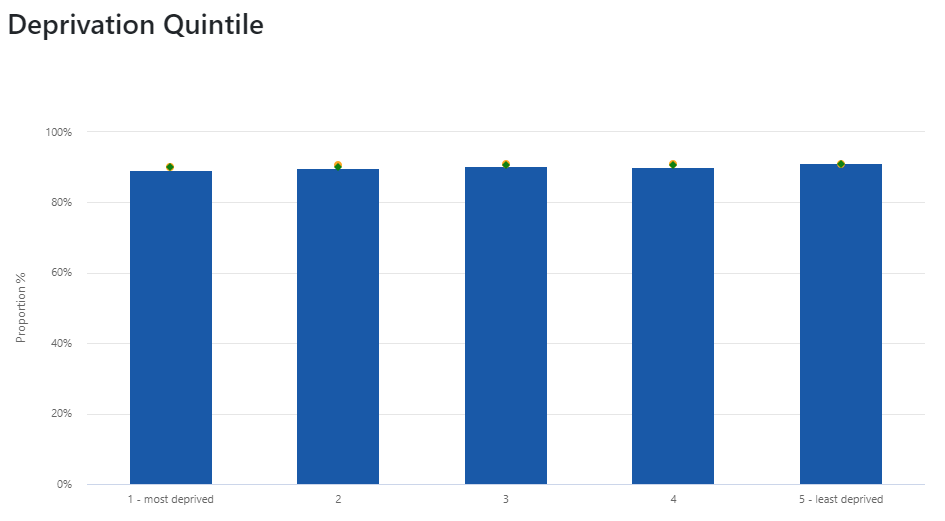 Deprivation Quintile
100%
80%
60%
40%
20%
0%
Proportion %
1 - most deprived
2
3
4
5 - least deprived